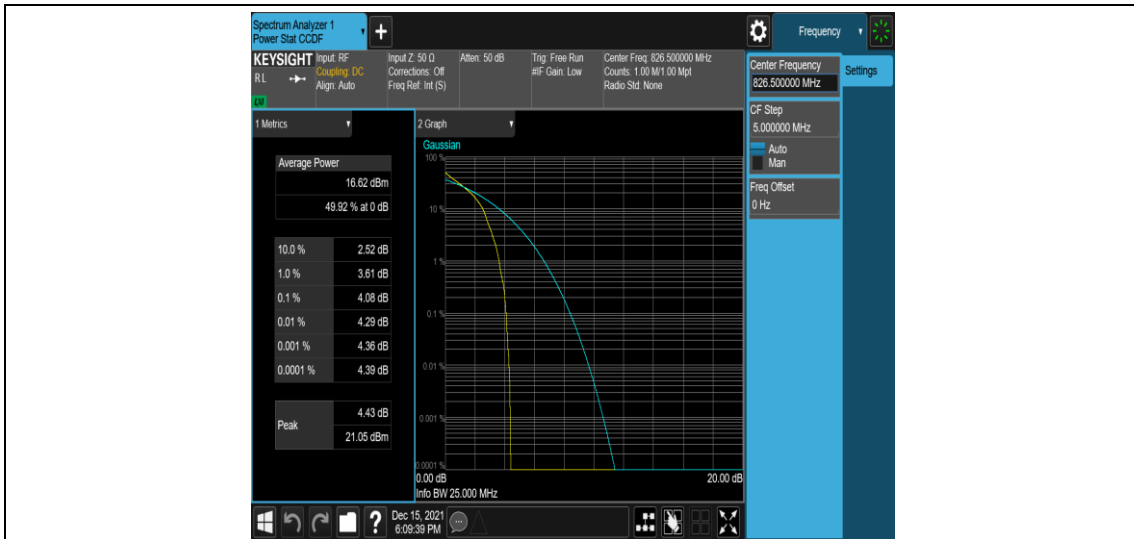 Spectrum Analyzer 1
Power Stat CCDF
+
Frequency
KEYSIGHT
RL
LXI
Input: RF
Coupling: DC
Align: Auto
Input Z: 50 Ω
Corrections: Off
Freq Ref: Int (S)
Atten: 50 dB
Trig: Free Run
#IF Gain: Low
Center Freq: 826.500000 MHz
Counts: 1.00 M/1.00 Mpt
Radio Std: None
Center Frequency
826.500000 MHz
Settings
CF Step
5.000000 MHz
Auto
Man
Freq Offset
0 Hz
1 Metrics
Average Power
16.62 dBm
49.92 % at 0 dB
10.0 % 2.52 dB
1.0 % 3.61 dB
0.1 % 4.08 dB
0.01 % 4.29 dB
0.001 % 4.36 dB
0.0001 % 4.39 dB
Peak 4.43 dB
21.05 dBm
2 Graph
Gaussian
100 %
10 %
1 %
0.1 %
0.01 %
0.001 %
0.0001 %
0.00 dB 20.00 dB
Info BW 25.000 MHz
?
Dec 15, 2021
6:09:39 PM